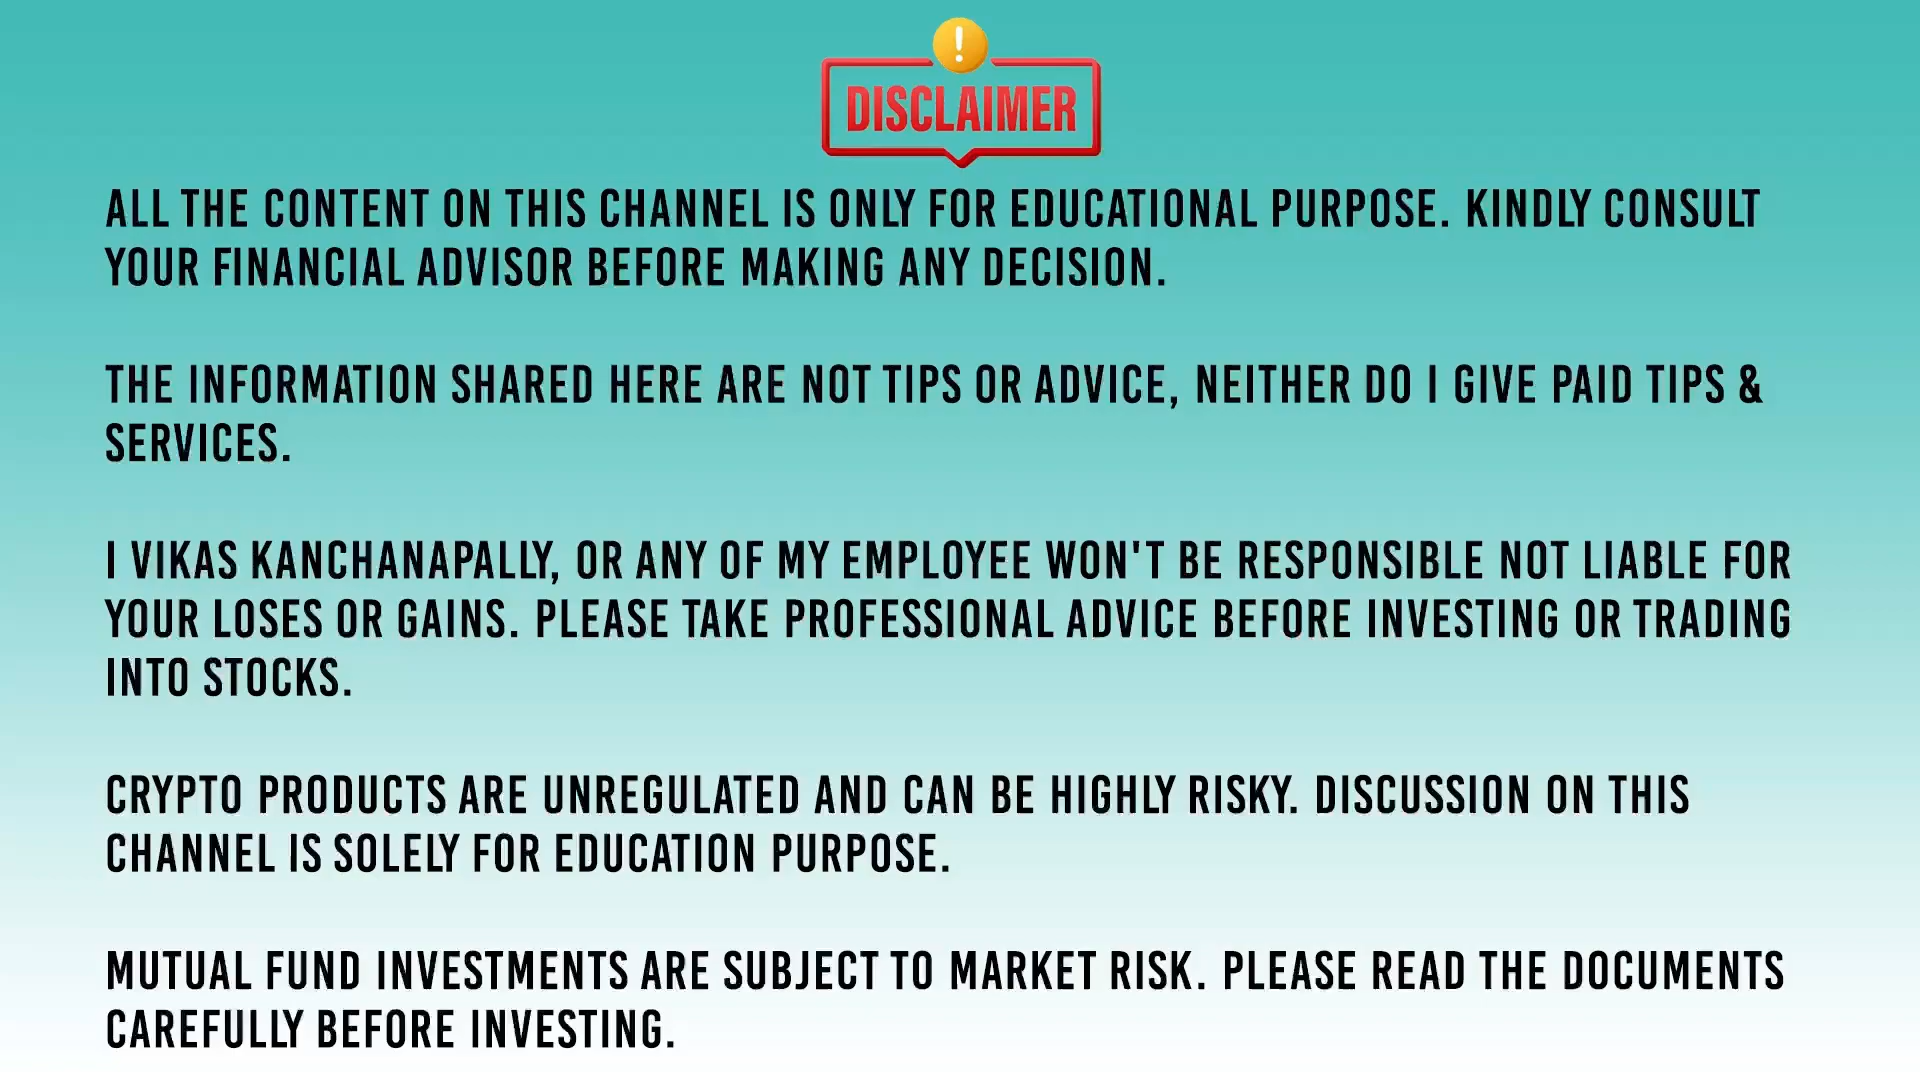 !
DISCLAIMER
ALL THE CONTENT ON THIS CHANNEL IS ONLY FOR EDUCATIONAL PURPOSE. KINDLY CONSULT
YOUR FINANCIAL ADVISOR BEFORE MAKING ANY DECISION.
THE INFORMATION SHARED HERE ARE NOT TIPS OR ADVICE, NEITHER DO I GIVE PAID TIPS &
SERVICES.
I VIKAS KANCHANAPALLY, OR ANY OF MY EMPLOYEE WON'T BE RESPONSIBLE NOT LIABLE FOR
YOUR LOSES OR GAINS. PLEASE TAKE PROFESSIONAL ADVICE BEFORE INVESTING OR TRADING
INTO STOCKS.
CRYPTO PRODUCTS ARE UNREGULATED AND CAN BE HIGHLY RISKY. DISCUSSION ON THIS
CHANNEL IS SOLELY FOR EDUCATION PURPOSE.
MUTUAL FUND INVESTMENTS ARE SUBJECT TO MARKET RISK. PLEASE READ THE DOCUMENTS
CAREFULLY BEFORE INVESTING.